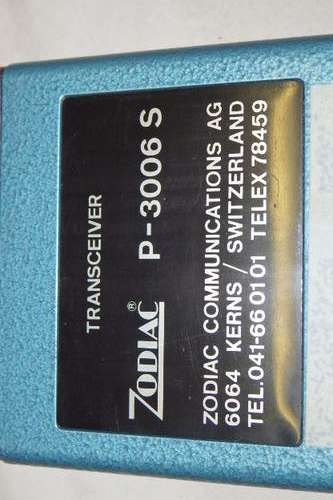 TRANSCEIVER
ZODIAC® P-3006 S
ZODIAC COMMUNICATIONS AG
6064 KERNS / SWITZERLAND
TEL.041-66 0101 TELEX 78459